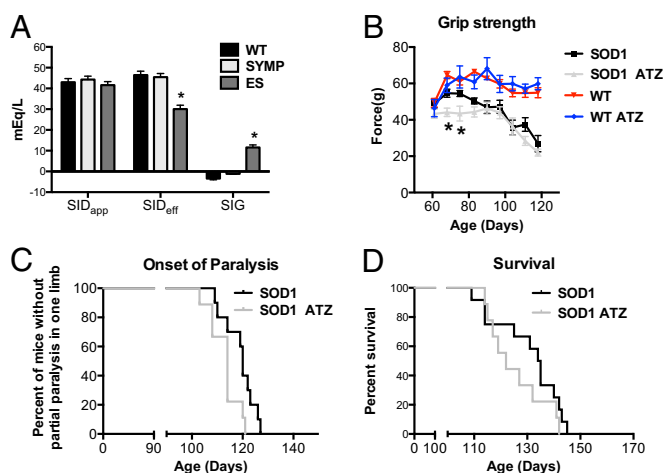 A
WT
SYMP
ES
mEq/L
60
50
40
30
20
10
0
-10
*
*
SIDapp
SIDeff
SIG
B
Grip strength
SOD1
SOD1 ATZ
WT
WT ATZ
Force(g)
80
60
40
20
0
* *
60 80 100 120
Age (Days)
C
Onset of Paralysis
SOD1
SOD1 ATZ
Percent of mice without
partial paralysis in one limb
100
80
60
40
20
0
0 90 100 120 140
Age (Days)
D
Survival
SOD1
SOD1 ATZ
Percent survival
100
80
60
40
20
0
0 100 110 130 150 170
Age (Days)